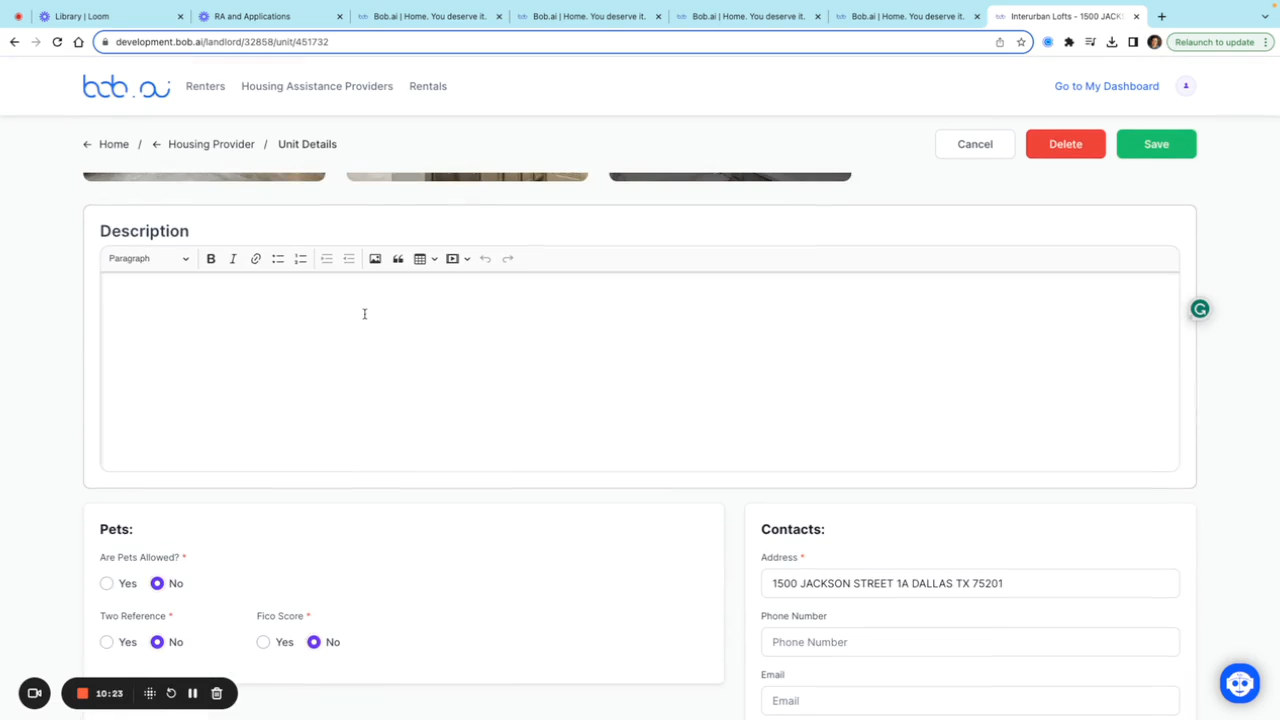 Library | Loom
RA and Applications
Bob.ai | Home. You deserve it.
Bob.ai | Home. You deserve it.
Bob.ai | Home. You deserve it.
Bob.ai | Home. You deserve it.
Interurban Lofts - 1500 JACKS
development.bob.ai/landlord/32858/unit/451732
Relaunch to update
bob.ai
Renters
Housing Assistance Providers
Rentals
Go to My Dashboard
← Home / ← Housing Provider / Unit Details
Cancel
Delete
Save
Description
Paragraph
Pets:
Are Pets Allowed? *
Yes No
Two Reference *
Fico Score *
Yes No
Yes No
Contacts:
Address *
1500 JACKSON STREET 1A DALLAS TX 75201
Phone Number
Phone Number
Email
Email
10:23